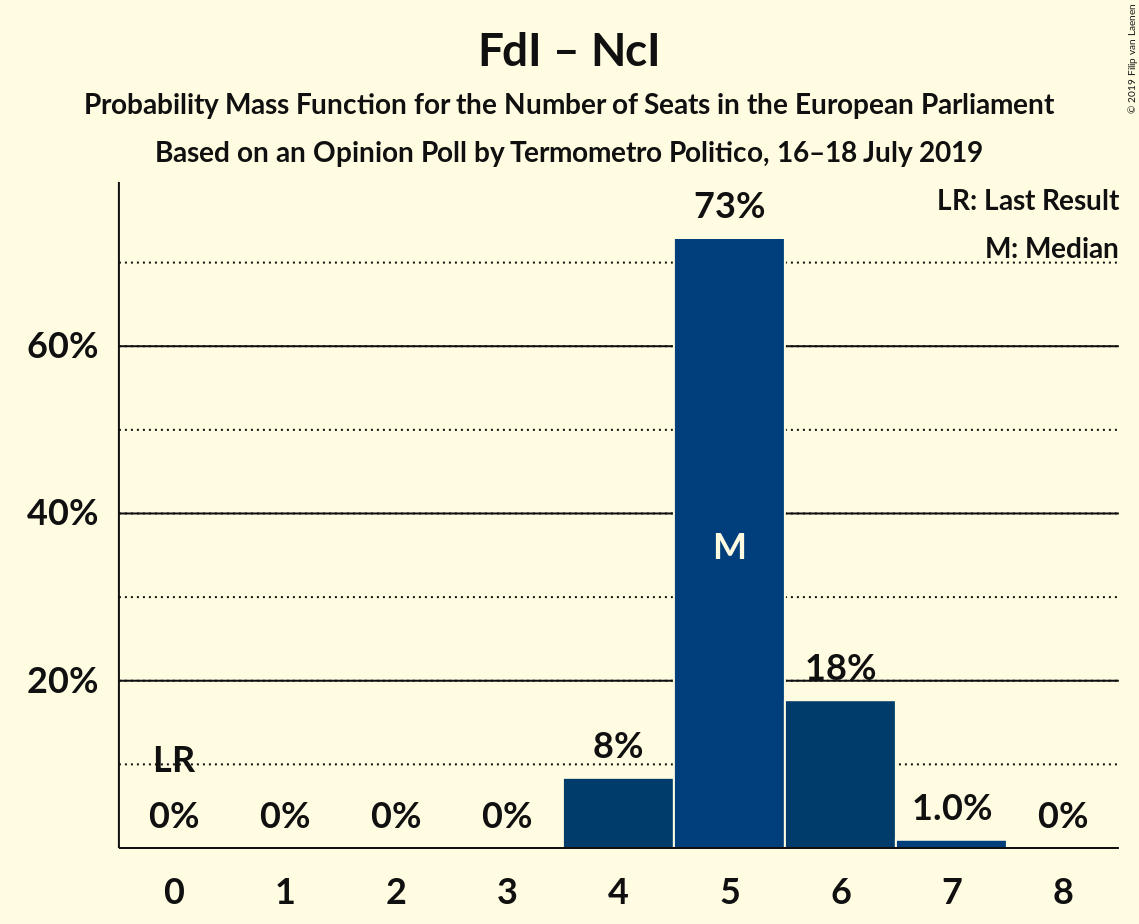 FdI – NcI
Probability Mass Function for the Number of Seats in the European Parliament
Based on an Opinion Poll by Termometro Politico, 16–18 July 2019
© 2019 Filip van Laenen
LR: Last Result
M: Median
73%
60%
40%
M
20%
18%
LR
8%
0%
0%
0%
0%
1.0%
0%
0 1 2 3 4 5 6 7 8